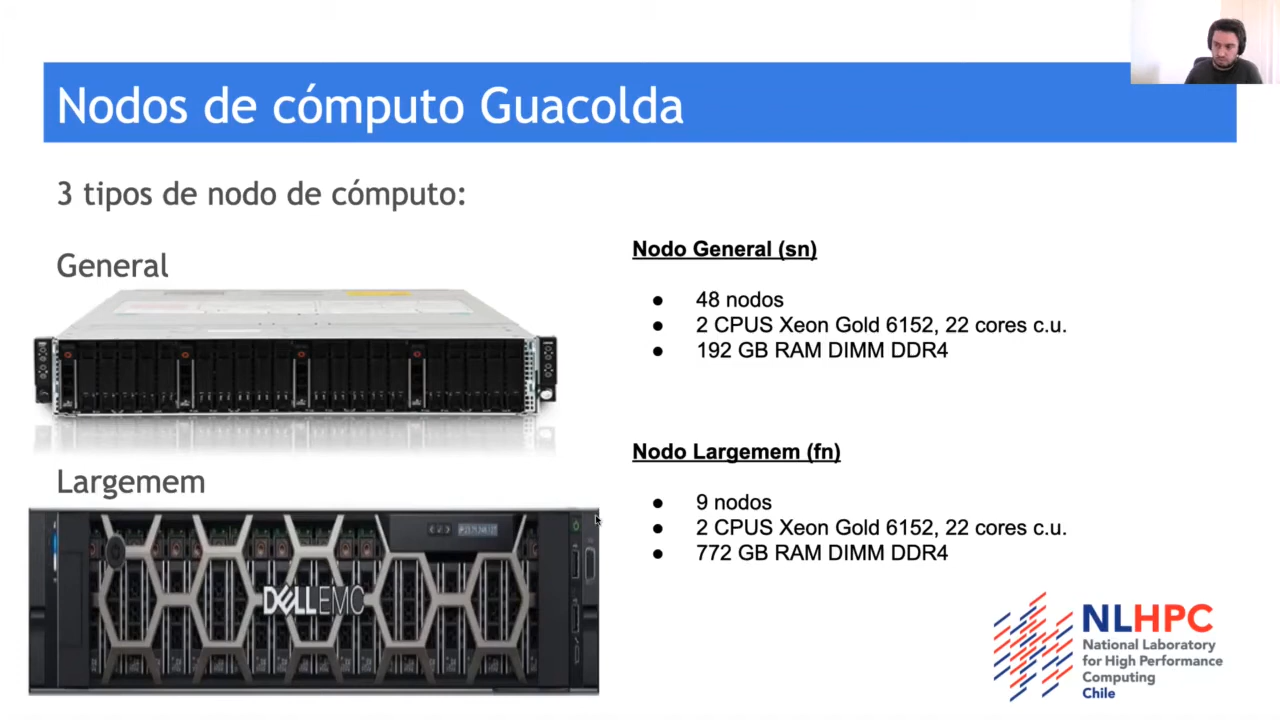 Nodos de cómputo Guacolda
3 tipos de nodo de cómputo:
General
Nodo General (sn)
● 48 nodos
● 2 CPUS Xeon Gold 6152, 22 cores c.u.
● 192 GB RAM DIMM DDR4
Largemem
Nodo Largemem (fn)
● 9 nodos
● 2 CPUS Xeon Gold 6152, 22 cores c.u.
● 772 GB RAM DIMM DDR4
DELLEMC
NLHPC
National Laboratory
for High Performance
Computing
Chile